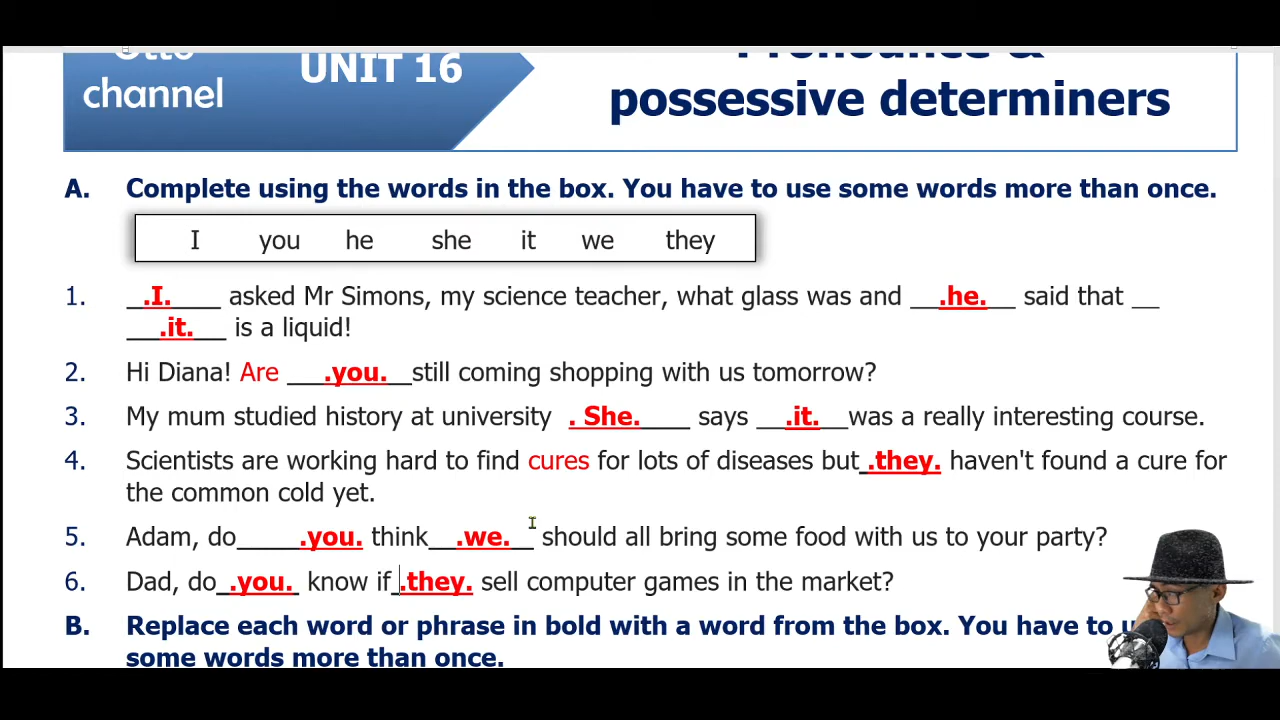 Otto
channel
UNIT 16
Pronounce &
possessive determiners
A. Complete using the words in the box. You have to use some words more than once.
I you he she it we they
1. _.I.____ asked Mr Simons, my science teacher, what glass was and __.he.__ said that __
___.it.___ is a liquid!
2. Hi Diana! Are ___.you.__still coming shopping with us tomorrow?
3. My mum studied history at university . She.____ says __.it.__was a really interesting course.
4. Scientists are working hard to find cures for lots of diseases but_.they. haven't found a cure for
the common cold yet.
5. Adam, do_____.you. think__.we.__ should all bring some food with us to your party?
6. Dad, do_.you._ know if_.they. sell computer games in the market?
B. Replace each word or phrase in bold with a word from the box. You have to
some words more than once.